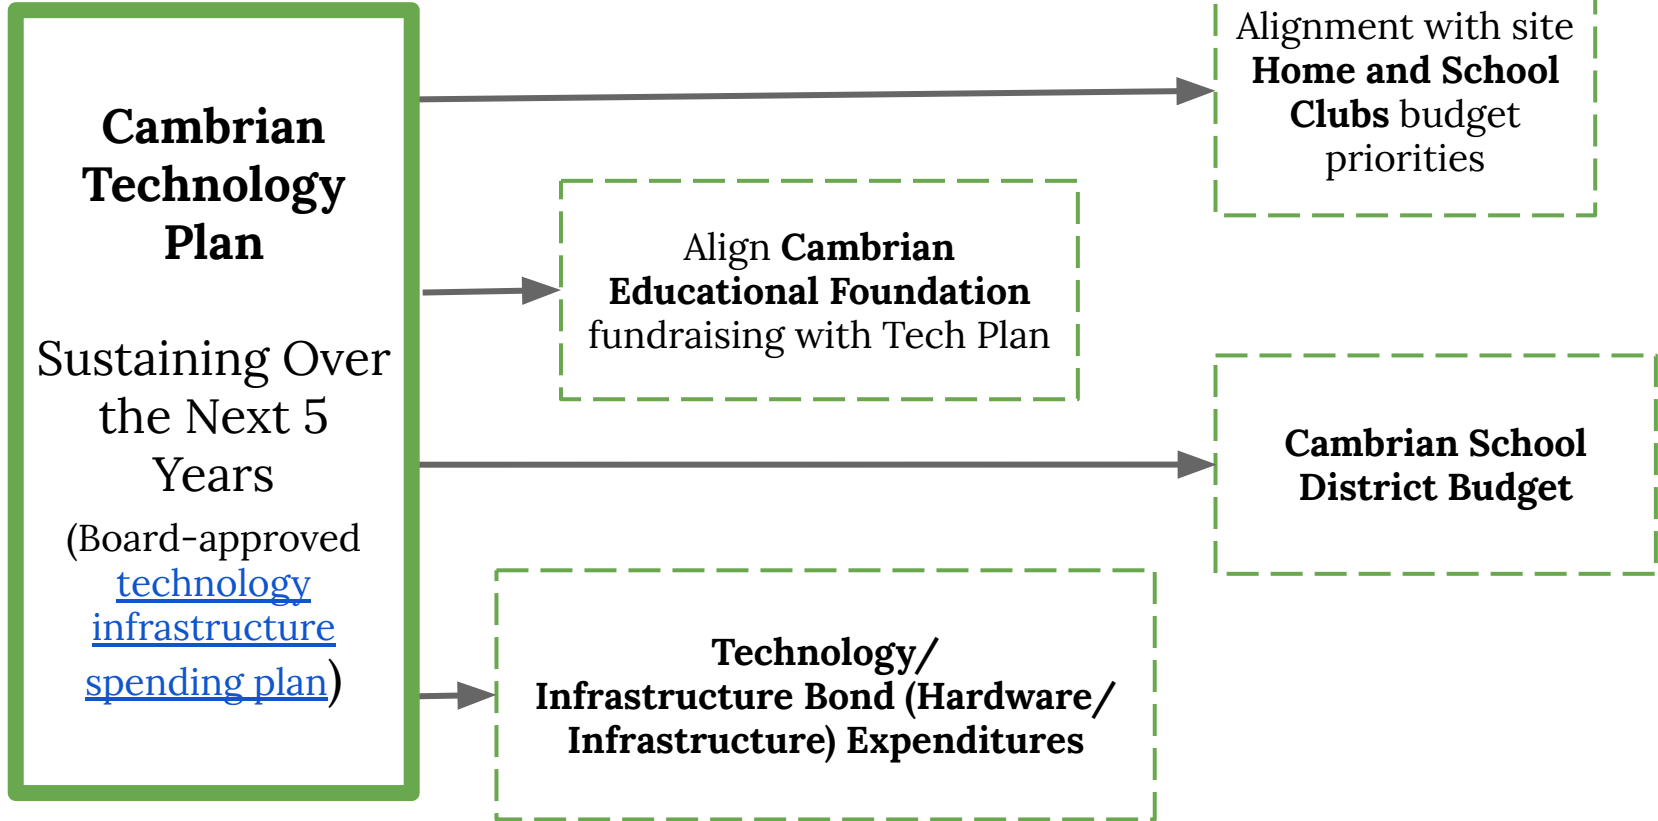 Cambrian
Technology
Plan
Sustaining Over
the Next 5
Years
(Board-approved
technology
infrastructure
spending plan)
Alignment with site
Home and School
Clubs budget
priorities
Align Cambrian
Educational Foundation
fundraising with Tech Plan
Cambrian School
District Budget
Technology/
Infrastructure Bond (Hardware/
Infrastructure) Expenditures